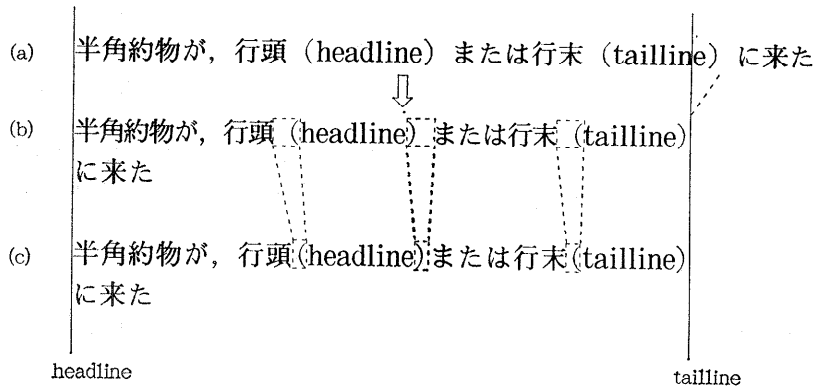 (a) 半角約物が，行頭（headline）または行末（tailline）に来た
(b) 半角約物が，行頭（headline）または行末（tailline)
に来た
(c) 半角約物が，行頭(headline)または行末(tailline)
に来た
headline
tailline